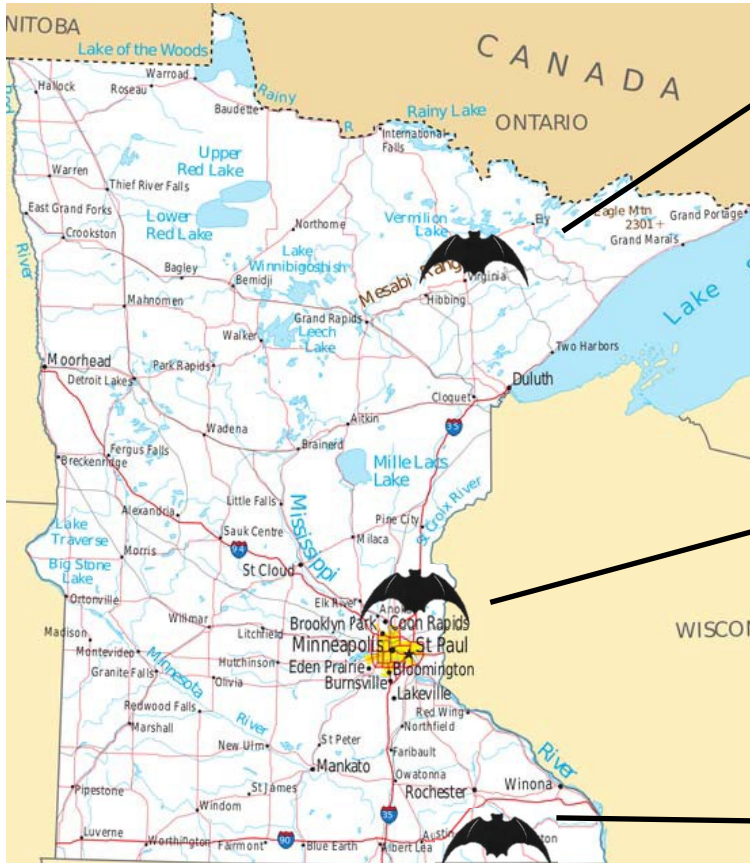 NITOBA
Lake of the Woods
CANADA
ONTARIO
Hallock
Roseau
Warroad
Baudette
Rainy
R
Rainy Lake
International
Falls
Upper
Red Lake
Warren
Thief River Falls
Lower
Red Lake
East Grand Forks
Crookston
River
Northome
Vermilion
Lake
Ely
Eagle Mtn
2301 +
Grand Portage
Grand Marais
Bagley
Bemidji
Lake
Winnibigoshish
Mesabi Rang
Virginia
Hibbing
Mahnomen
Grand Rapids
Leech
Lake
Walker
Lake
Two Harbors
Moorhead
Detroit Lakes
Park Rapids
Cloquet
Duluth
Wadena
Aitkin
35
Brainerd
Fergus Falls
Breckenridge
Mille Lacs
Lake
Little Falls
Mississippi
Alexandria
Pine City
St Croix River
Lake
Traverse
Morris
Sauk Centre
94
Milaca
Big Stone
Lake
St Cloud
Ortonville
Elk River
Anoka
Willmar
Litchfield
Brooklyn Park
Coon Rapids
WISCON
Madison
Montevideo
Minneapolis
St Paul
Granite Falls
Minnesota
River
Hutchinson
Olivia
Eden Prairie
Bloomington
Burnsville
Lakeville
Redwood Falls
Marshall
Red Wing
Northfield
River
New Ulm
St Peter
Faribault
Mankato
Owatonna
Pipestone
St James
Rochester
Winona
Windom
35
Luverne
Worthington
Fairmont
90
Blue Earth
Albert Lea
Austin
ton